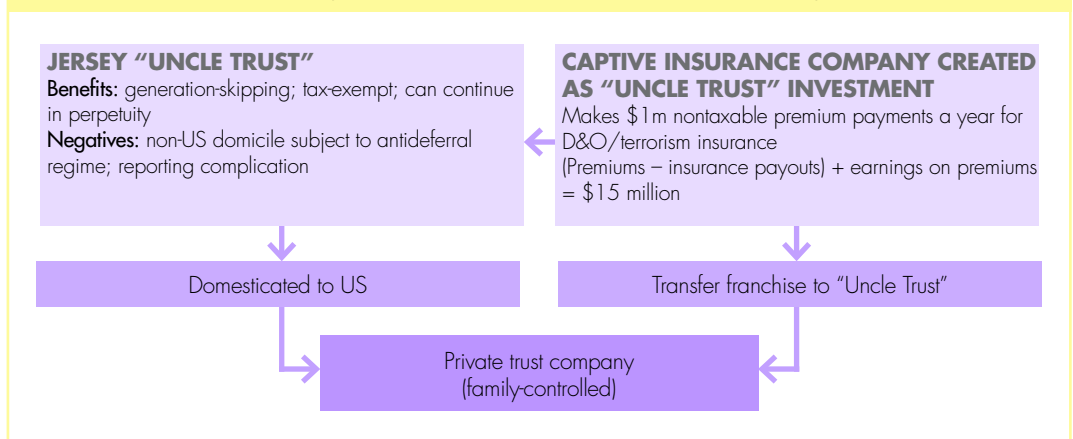 JERSEY “UNCLE TRUST”
Benefits: generation-skipping; tax-exempt; can continue
in perpetuity
Negatives: non-US domicile subject to antideferral
regime; reporting complication
CAPTIVE INSURANCE COMPANY CREATED
AS “UNCLE TRUST” INVESTMENT
Makes $1m nontaxable premium payments a year for
D&O/terrorism insurance
(Premiums – insurance payouts) + earnings on premiums
= $15 million
Domesticated to US
Transfer franchise to “Uncle Trust”
Private trust company
(family-controlled)